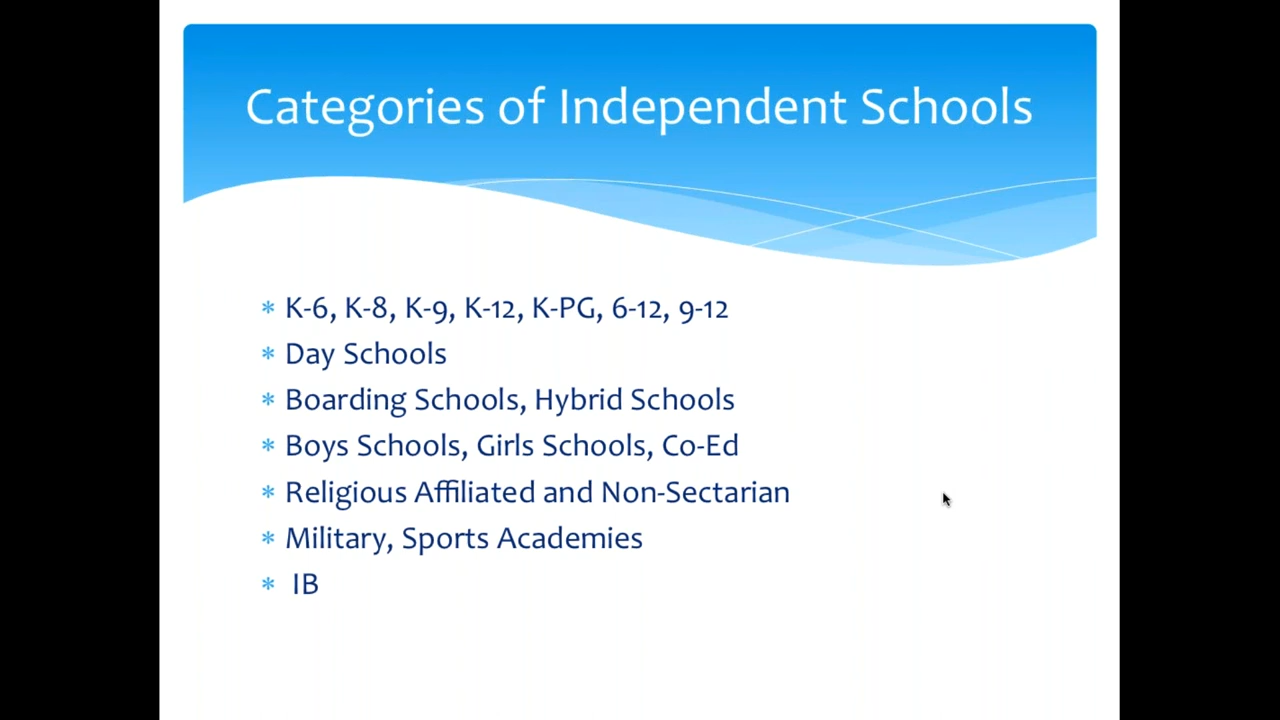 Categories of Independent Schools
* K-6, K-8, K-9, K-12, K-PG, 6-12, 9-12
* Day Schools
* Boarding Schools, Hybrid Schools
* Boys Schools, Girls Schools, Co-Ed
* Religious Affiliated and Non-Sectarian
* Military, Sports Academies
* IB